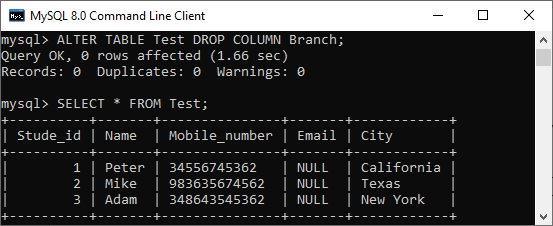 MySQL 8.0 Command Line Client
mysql> ALTER TABLE Test DROP COLUMN Branch;
Query OK, 0 rows affected (1.66 sec)
Records: 0  Duplicates: 0  Warnings: 0
mysql> SELECT * FROM Test;
+----------+-------+---------------+-------+------------+
| Stude_id | Name  | Mobile_number | Email | City       |
+----------+-------+---------------+-------+------------+
|        1 | Peter | 34556745362   | NULL  | California |
|        2 | Mike  | 983635674562  | NULL  | Texas      |
|        3 | Adam  | 348643545362  | NULL  | New York   |
+----------+-------+---------------+-------+------------+